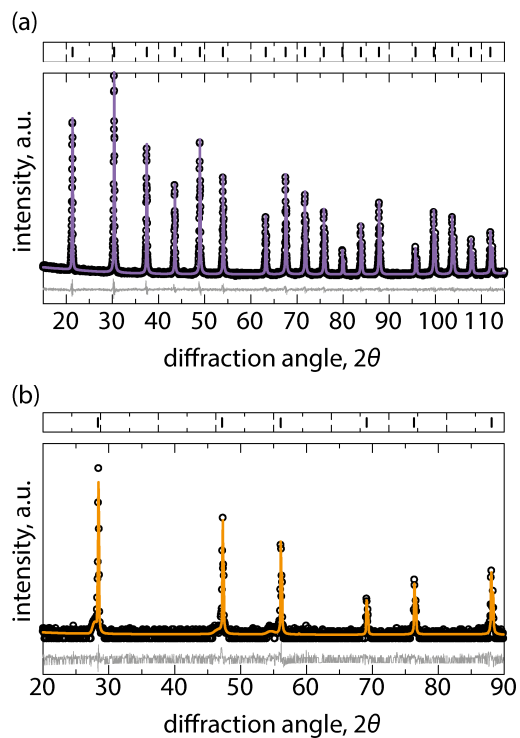 (a)
intensity, a.u.
20 30 40 50 60 70 80 90 100 110
diffraction angle, 2θ
(b)
intensity, a.u.
20 30 40 50 60 70 80 90
diffraction angle, 2θ